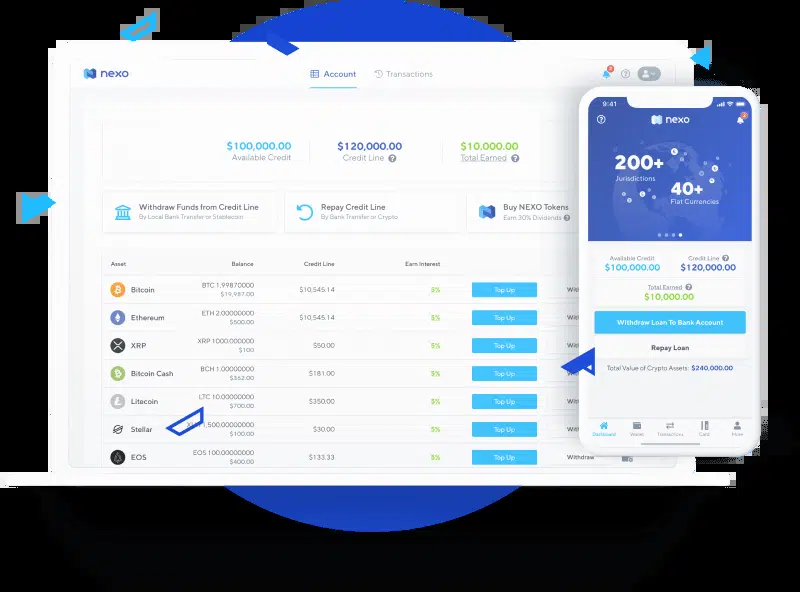 nexo
Account
Transactions
$100,000.00
Available Credit
$120,000.00
Credit Line
$10.000.00
Total Earned
Withdraw Funds from Credit Line
By Local Bank Transfer or Stablecoin
Repay Credit Line
By Bank Transfer or Crypto
Buy NEXO Tokens
Earn 30% Dividends
Asset Balance Credit Line Earn Interest
Bitcoin BTC 1.99870000 $10,545.14 5% Top Up
$19,987.00
Ethereum ETH 2.00000000 $10,545.14 5% Top Up
$500.00
XRP XRP 1000.000000 $50.00 5% Top Up
$100
Bitcoin Cash BCH 1.00000000 $181.00 5% Top Up
$362.00
Litecoin LTC 10.00000000 $350.00 5% Top Up
$700.00
Stellar 1,500.00000000 $30.00 5% Top Up
$100.00
EOS EOS 100.00000000 $133.33 5% Top Up Withdraw
$400.00
9:41
nexo
200+
Jurisdictions
40+
Fiat Currencies
Available Credit
$100,000.00
Credit Line
$120,000.00
Total Earned
$10,000.00
Withdraw Loan To Bank Account
Repay Loan
Total Value of Crypto Assets: $240,000.00
Dashboard Wallet Transactions Card More